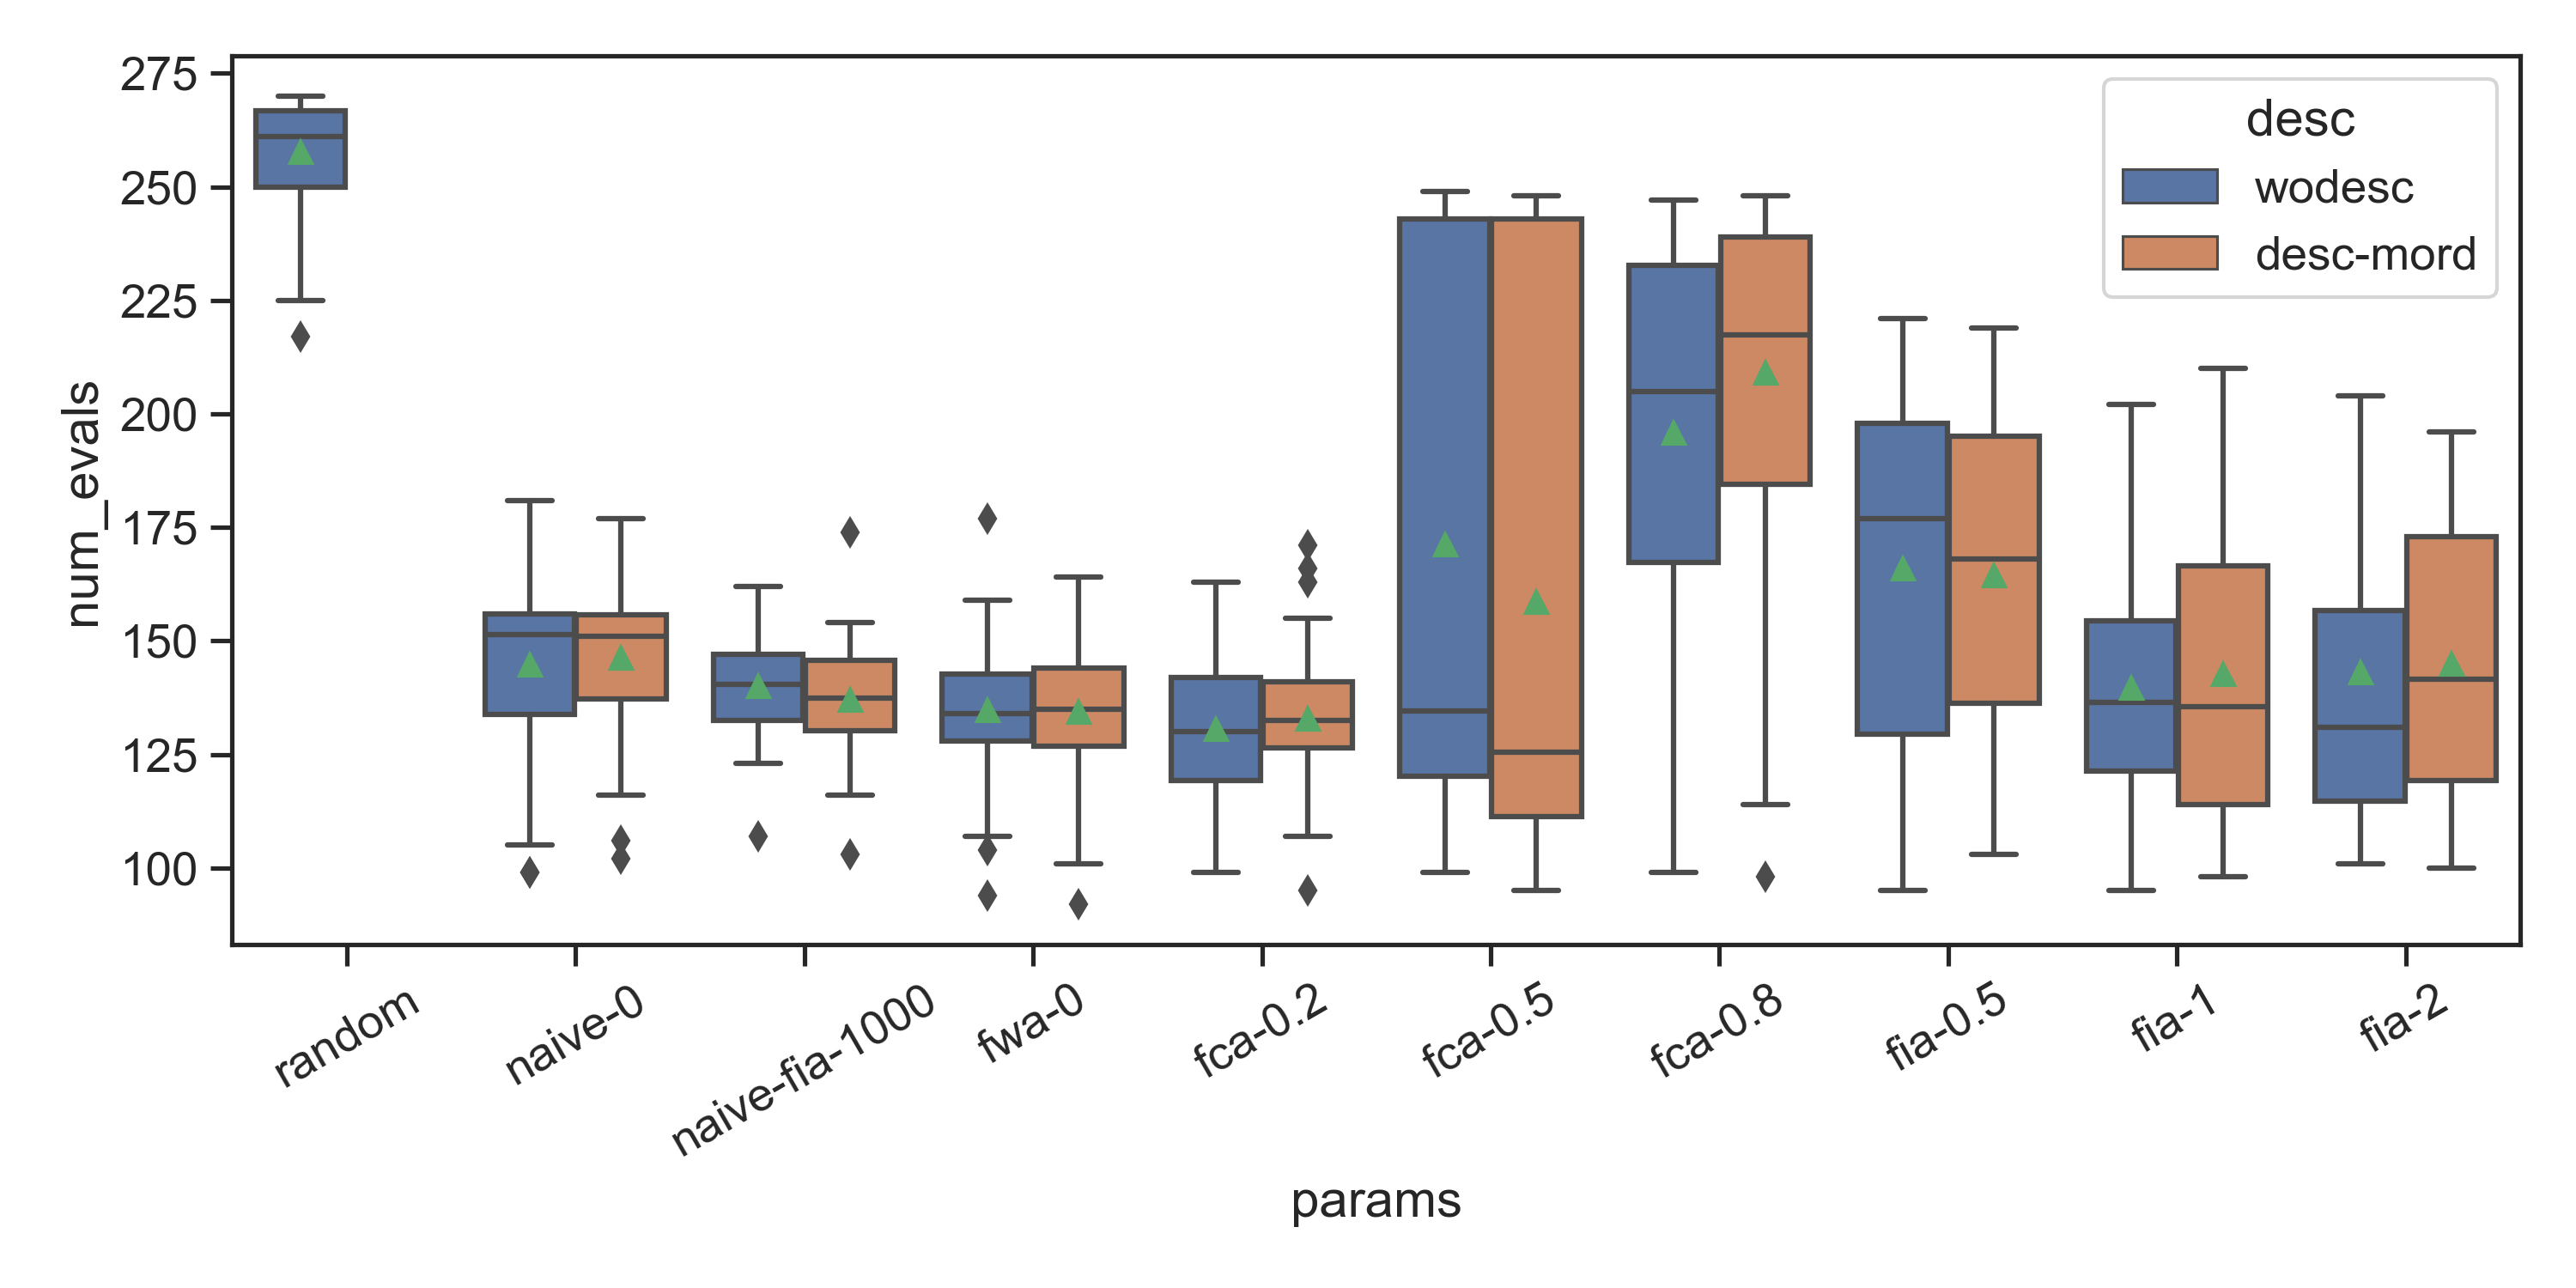 275
250
225
200
175
150
125
100
num_evals
desc
wodesc
desc-mord
random
naive-0
naive-fia-1000
fwa-0
fca-0.2
fca-0.5
fca-0.8
fia-0.5
fia-1
fia-2
params